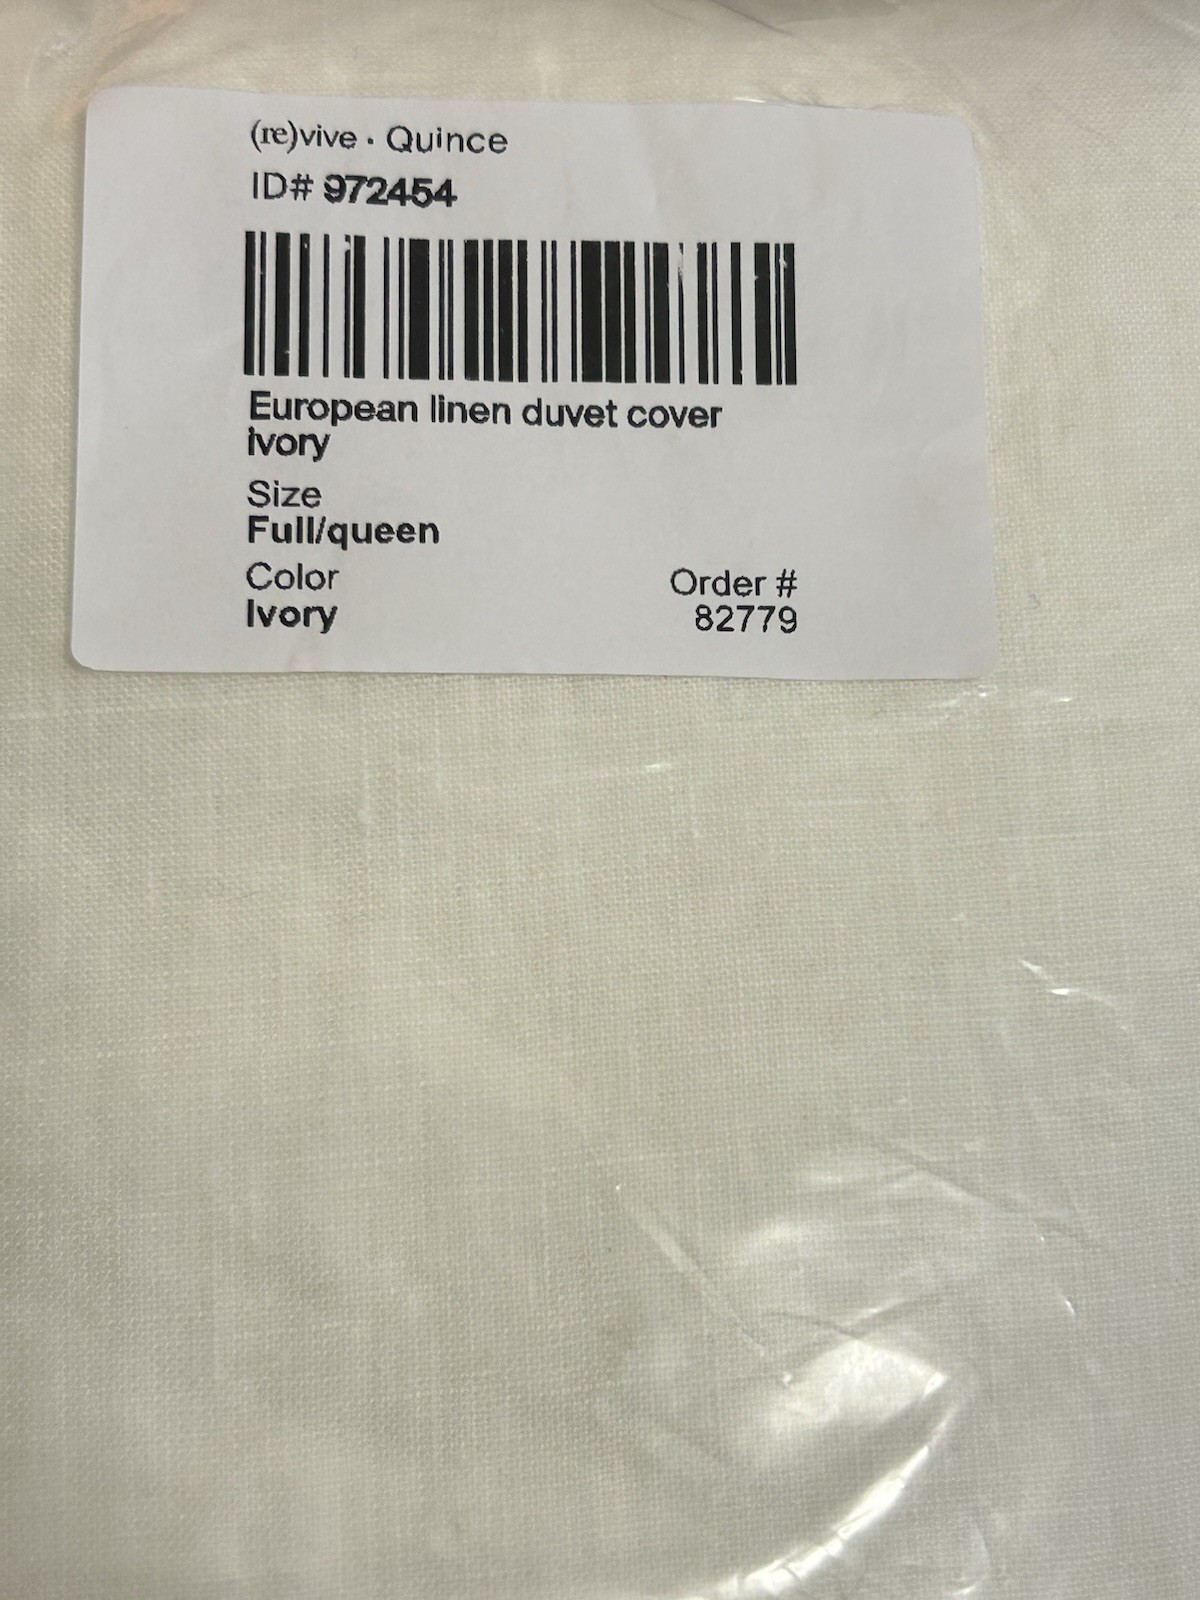 (re)vive · Quince
ID# 972454
European linen duvet cover
ivory
Size
Full/queen
Color
Ivory
Order #
82779